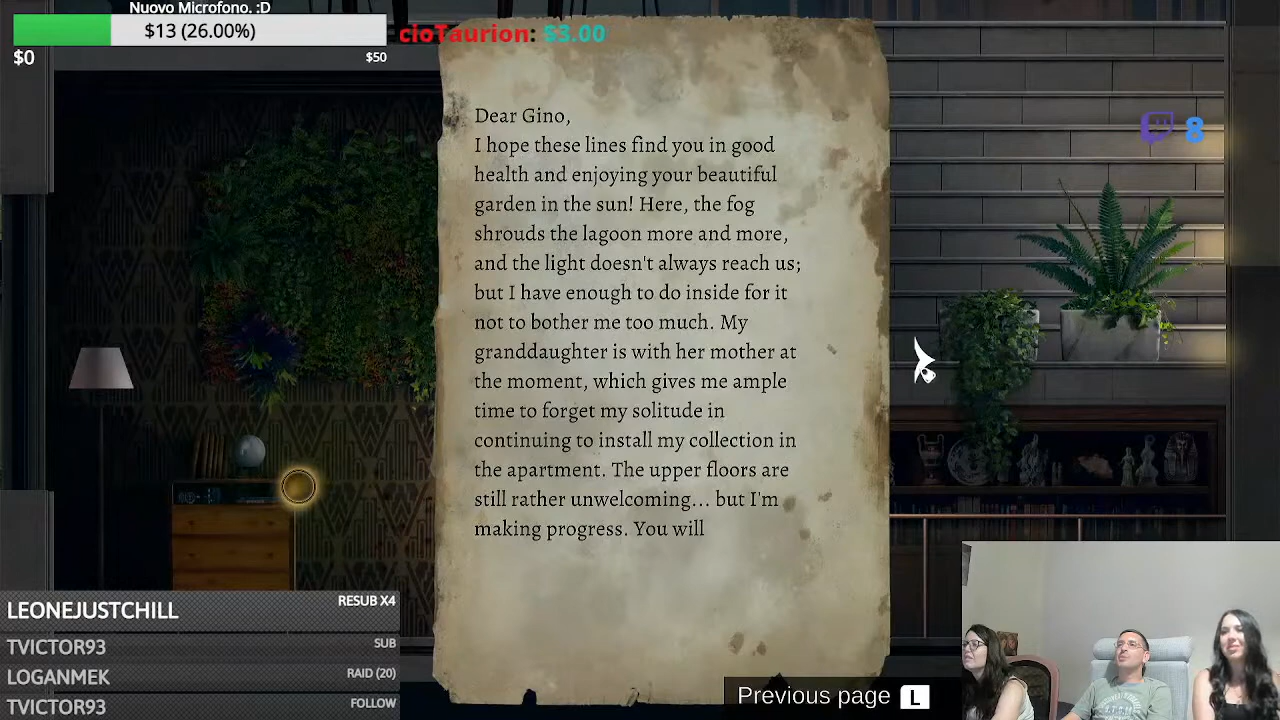 Nuovo Microfono. :D
$13 (26.00%)
cioTaurion: $3.00
$0
$50
8
Dear Gino,
I hope these lines find you in good
health and enjoying your beautiful
garden in the sun! Here, the fog
shrouds the lagoon more and more,
and the light doesn't always reach us;
but I have enough to do inside for it
not to bother me too much. My
granddaughter is with her mother at
the moment, which gives me ample
time to forget my solitude in
continuing to install my collection in
the apartment. The upper floors are
still rather unwelcoming... but I'm
making progress. You will
Previous page L
LEONEJUSTCHILL RESUB X4
TVICTOR93 SUB
LOGANMEK RAID (20)
TVICTOR93 FOLLOW